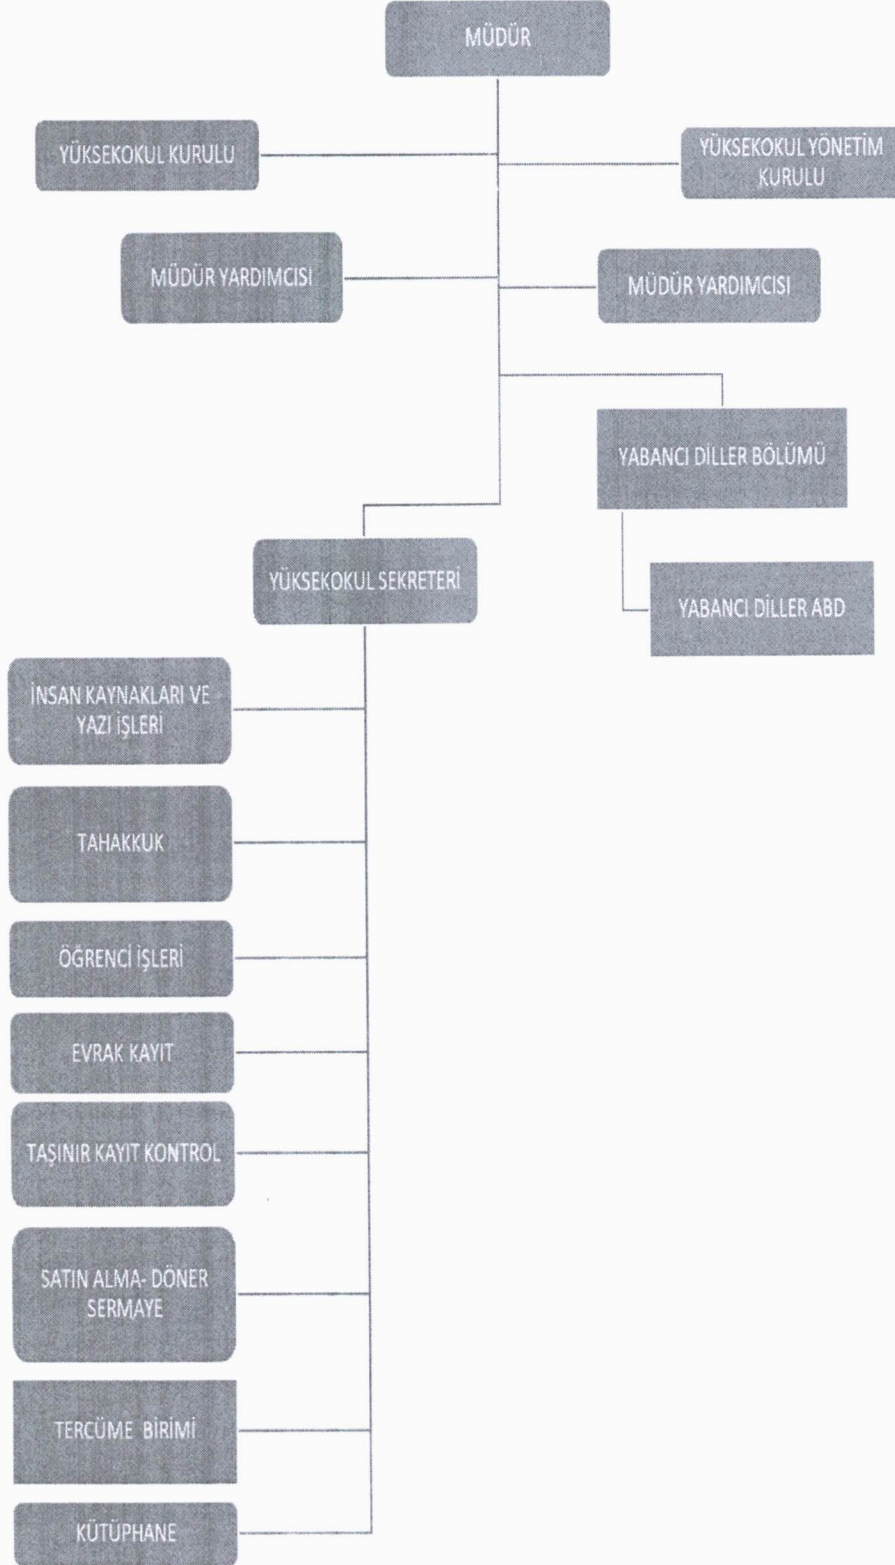 MÜDÜR
YÜKSEKOKUL KURULU
YÜKSEKOKUL YÖNETİM
KURULU
MÜDÜR YARDIMCISI
MÜDÜR YARDIMCISI
YABANCI DİLLER BÖLÜMÜ
YÜKSEKOKUL SEKRETERİ
YABANCI DİLLER ABD
İNSAN KAYNAKLARI VE
YAZI İŞLERİ
TAHAKKUK
ÖĞRENCİ İŞLERİ
EVRAK KAYIT
TAŞINIR KAYIT KONTROL
SATIN ALMA- DÖNER
SERMAYE
TERCÜME BİRİMİ
KÜTÜPHANE